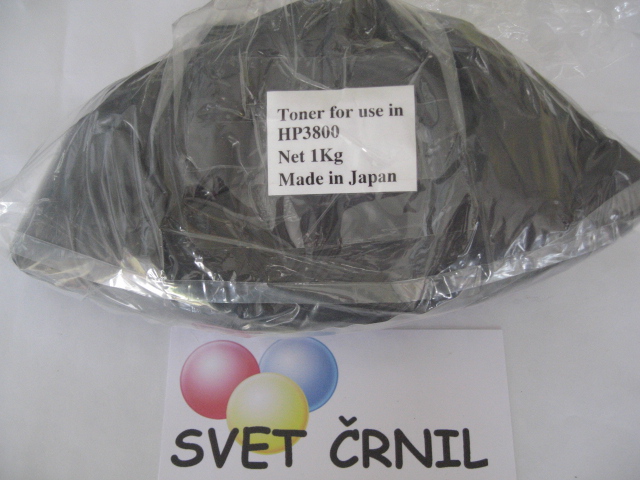 Toner for use in
HP3800
Net 1Kg
Made in Japan
SVET ČRNIL